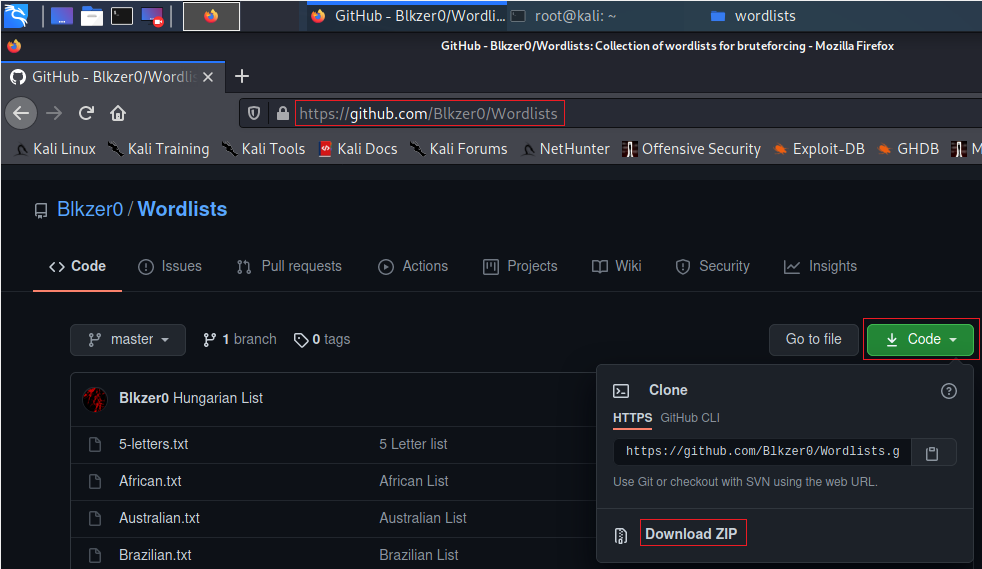 GitHub - Blkzer0/Wordli... root@kali: ~ wordlists
GitHub - Blkzer0/Wordlists: Collection of wordlists for bruteforcing - Mozilla Firefox
GitHub - Blkzer0/Wordlis
https://github.com/Blkzer0/Wordlists
Kali Linux Kali Training Kali Tools Kali Docs Kali Forums NetHunter Offensive Security Exploit-DB GHDB M
Blkzer0 / Wordlists
Code Issues Pull requests Actions Projects Wiki Security Insights
master 1 branch 0 tags Go to file Code
Blkzer0 Hungarian List
5-letters.txt 5 Letter list
African.txt African List
Australian.txt Australian List
Brazilian.txt Brazilian List
Clone
HTTPS GitHub CLI
https://github.com/Blkzer0/Wordlists.g
Use Git or checkout with SVN using the web URL.
Download ZIP